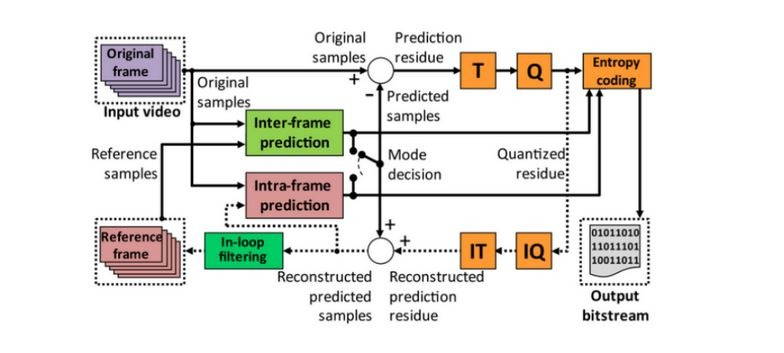 Original
frame
Input video
Original
samples
Prediction
residue
+
T
Q
Entropy
coding
Original
samples
−
Predicted
samples
Inter-frame
prediction
Reference
samples
Mode
decision
Quantized
residue
Intra-frame
prediction
Reference
frame
In-loop
filtering
+
+
IT
IQ
01011010
11011101
10011011
Reconstructed
predicted
samples
Reconstructed
prediction
residue
Output
bitstream